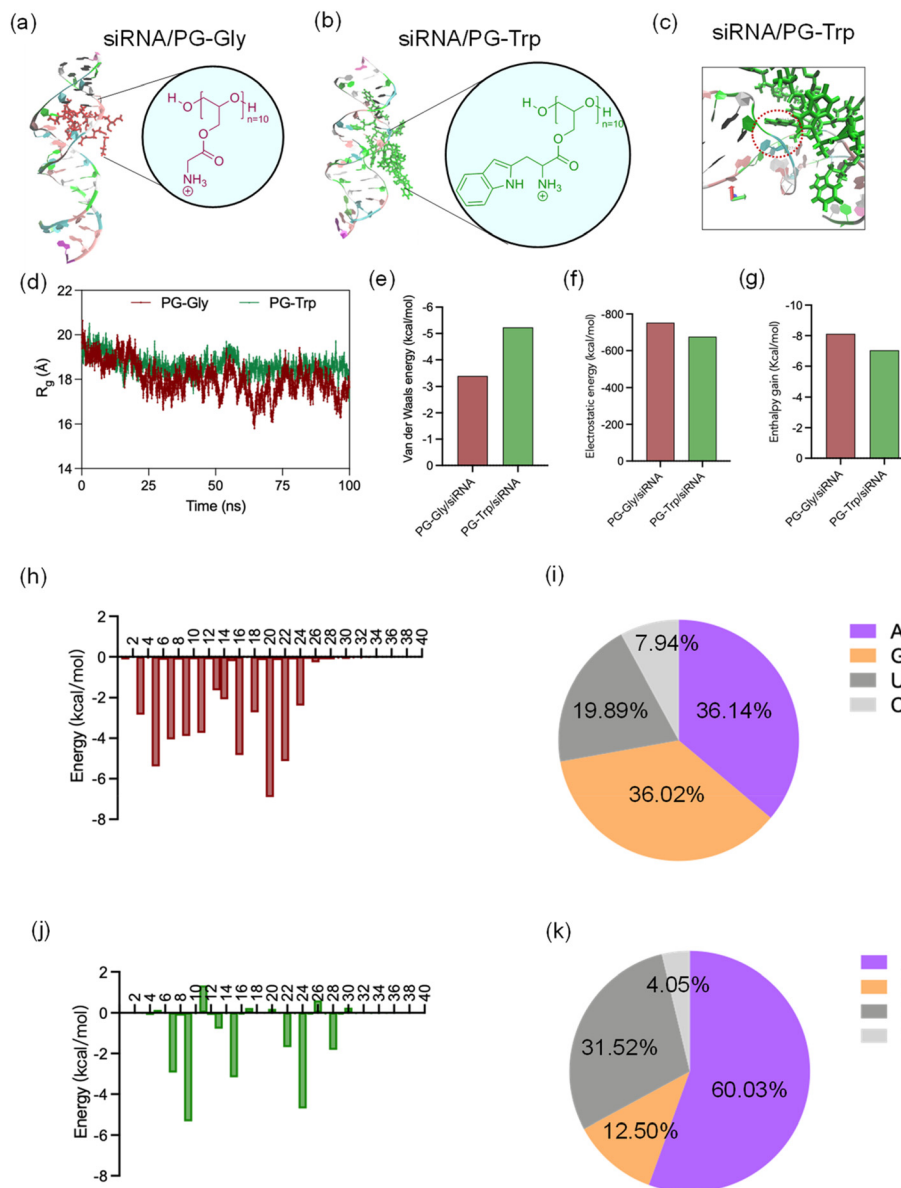 (a)
siRNA/PG-Gly
H
O
O
H
n=10
O
O
NH3
⊕
(b)
siRNA/PG-Trp
H
O
O
H
n=10
O
O
NH
NH3
⊕
(c)
siRNA/PG-Trp
(d)
PG-Gly
PG-Trp
22
20
18
16
14
Rg (Å)
0
25
50
75
100
Time (ns)
(e)
Van der Waals energy (kcal/mol)
-6
-5
-4
-3
-2
-1
0
PG-Gly/siRNA
PG-Trp/siRNA
(f)
Electrostatic energy (kcal/mol)
-800
-600
-400
-200
0
PG-Gly/siRNA
PG-Trp/siRNA
(g)
Enthalpy gain (Kcal/mol)
-10
-8
-6
-4
-2
0
PG-Gly/siRNA
PG-Trp/siRNA
(h)
Energy (kcal/mol)
2
0
-2
-4
-6
-8
2 4 6 8 10 12 14 16 18 20 22 24 26 28 30 32 34 36 38 40
(i)
7.94%
19.89%
36.14%
36.02%
A
G
U
(j)
Energy (kcal/mol)
2
0
-2
-4
-6
-8
2 4 6 8 10 12 14 16 18 20 22 24 26 28 30 32 34 36 38 40
(k)
4.05%
31.52%
60.03%
12.50%